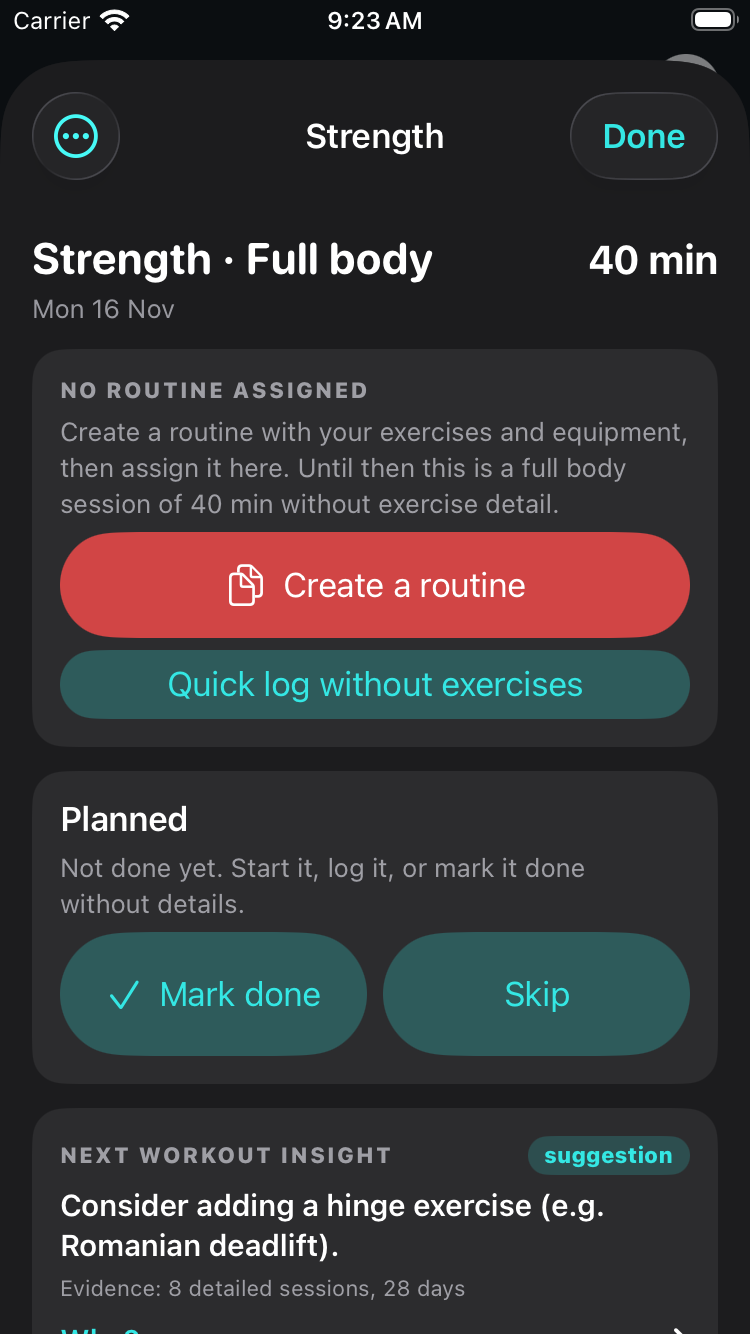 Carrier
9:23 AM
Strength
Done
Strength · Full body
40 min
Mon 16 Nov
NO ROUTINE ASSIGNED
Create a routine with your exercises and equipment,
then assign it here. Until then this is a full body
session of 40 min without exercise detail.
Create a routine
Quick log without exercises
Planned
Not done yet. Start it, log it, or mark it done
without details.
Mark done
Skip
NEXT WORKOUT INSIGHT
suggestion
Consider adding a hinge exercise (e.g.
Romanian deadlift).
Evidence: 8 detailed sessions, 28 days